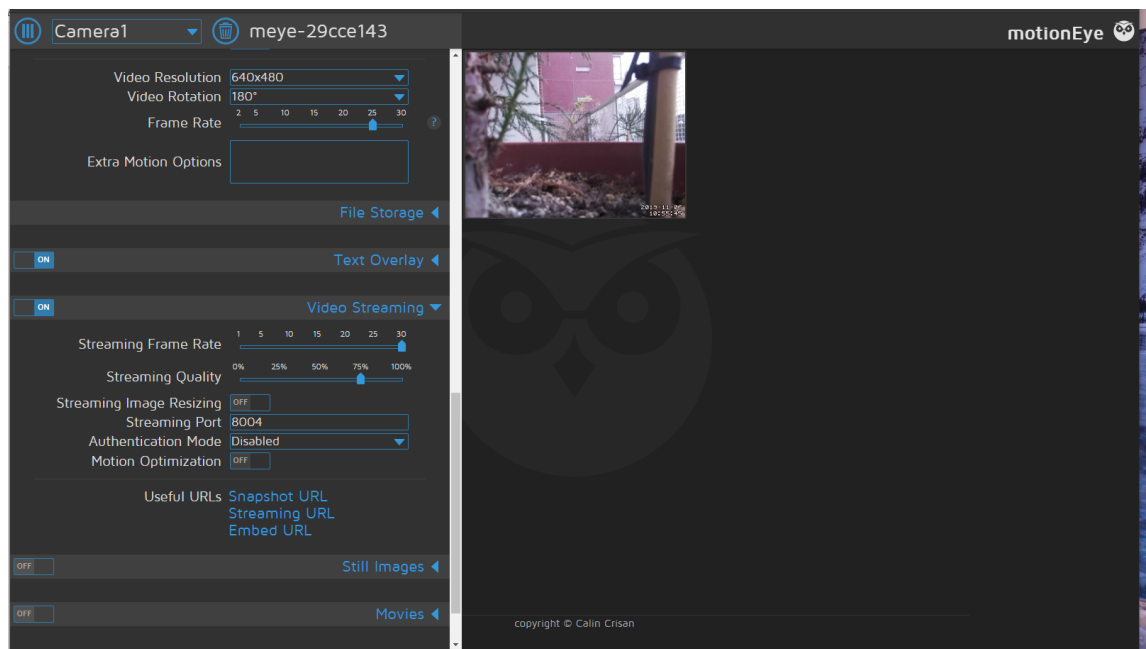 Camera1
meye-29cce143
motionEye
Video Resolution 640x480
Video Rotation 180°
2 5 10 15 20 25 30
Frame Rate ?
Extra Motion Options
File Storage
ON Text Overlay
ON Video Streaming
1 5 10 15 20 25 30
Streaming Frame Rate
0% 25% 50% 75% 100%
Streaming Quality
Streaming Image Resizing OFF
Streaming Port 8004
Authentication Mode Disabled
Motion Optimization OFF
Useful URLs Snapshot URL
Streaming URL
Embed URL
OFF Still Images
OFF Movies
10:55:45
copyright © Calin Crisan